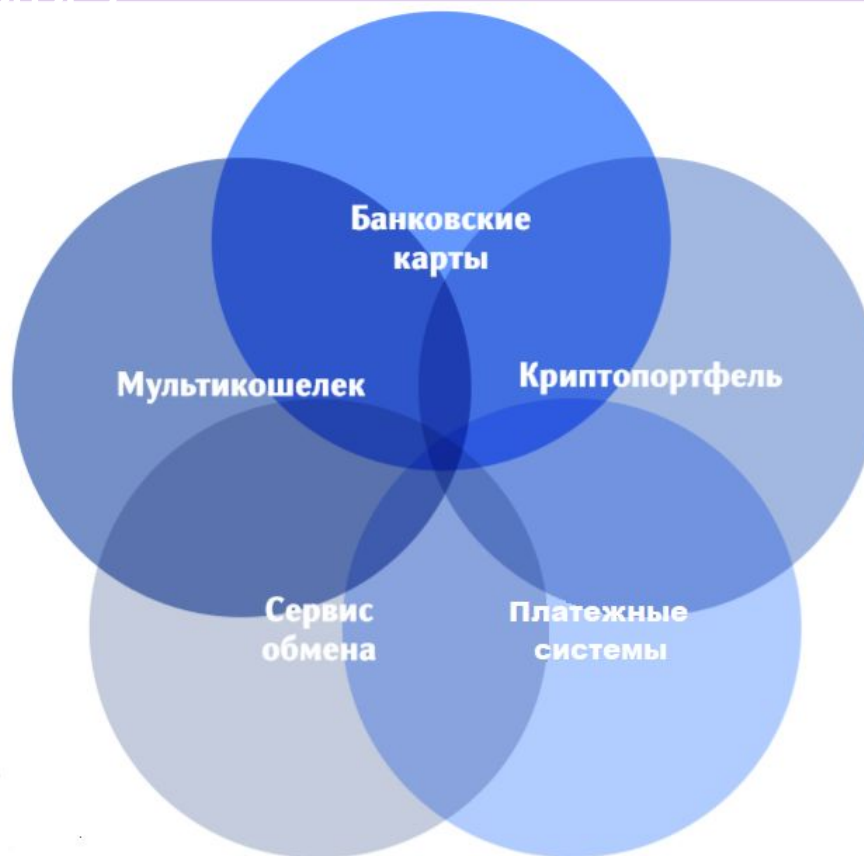 Банковские
карты
Мультикошелек
Криптопортфель
Сервис
обмена
Платежные
системы